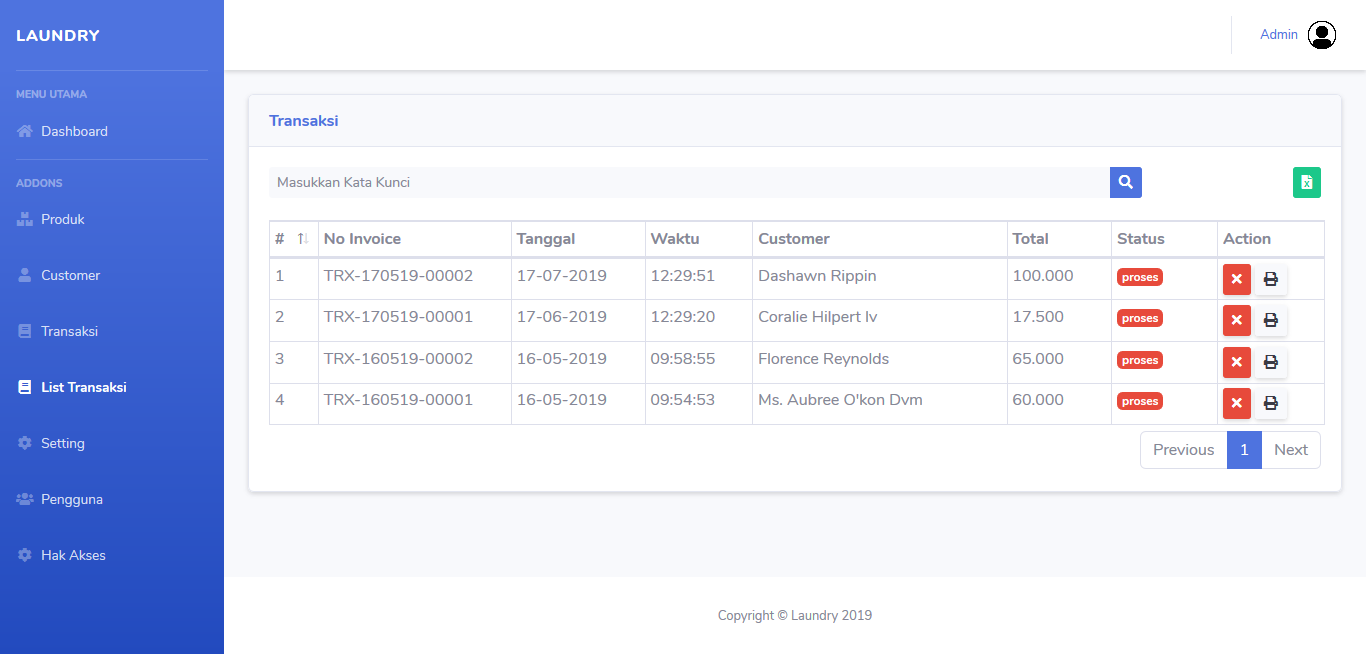 LAUNDRY
Admin
MENU UTAMA
Dashboard
ADDONS
Produk
Customer
Transaksi
List Transaksi
Setting
Pengguna
Hak Akses
Transaksi
Masukkan Kata Kunci
# No Invoice Tanggal Waktu Customer Total Status Action
1 TRX-170519-00002 17-07-2019 12:29:51 Dashawn Rippin 100.000 proses
2 TRX-170519-00001 17-06-2019 12:29:20 Coralie Hilpert Iv 17.500 proses
3 TRX-160519-00002 16-05-2019 09:58:55 Florence Reynolds 65.000 proses
4 TRX-160519-00001 16-05-2019 09:54:53 Ms. Aubree O'kon Dvm 60.000 proses
Previous 1 Next
Copyright © Laundry 2019